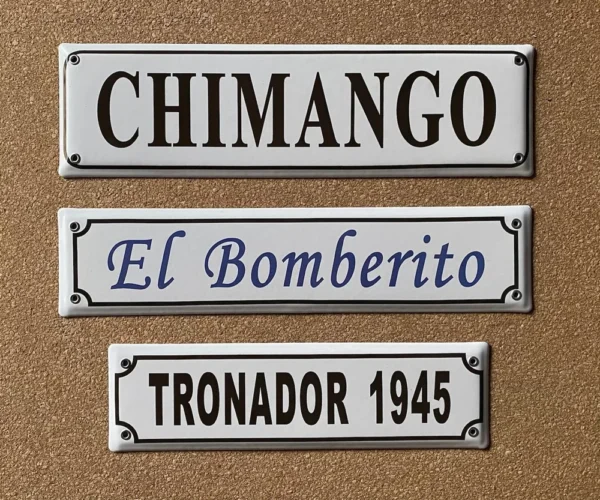 CHIMANGO
El Bomberito
TRONADOR 1945